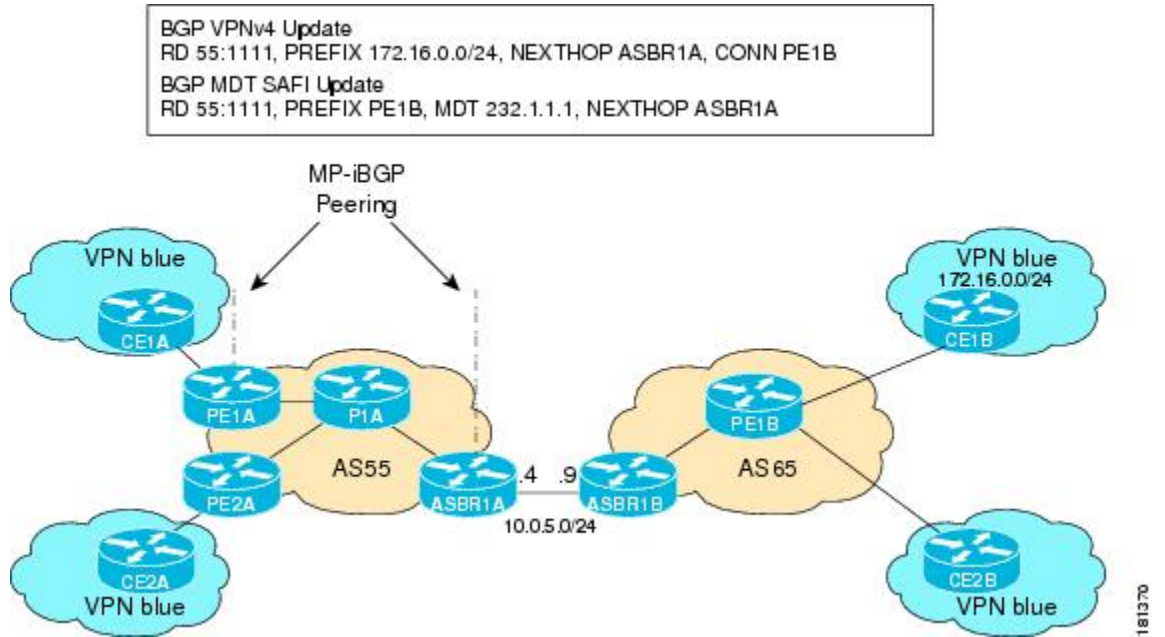 BGP VPNv4 Update
RD 55:1111, PREFIX 172.16.0.0/24, NEXTHOP ASBR1A, CONN PE1B
BGP MDT SAFI Update
RD 55:1111, PREFIX PE1B, MDT 232.1.1.1, NEXTHOP ASBR1A
MP-iBGP
Peering
VPN blue
CE1A
VPN blue
172.16.0.0/24
CE1B
PE1A
P1A
PE1B
AS55
AS65
PE2A
ASBR1A
.4
.9
ASBR1B
10.0.5.0/24
CE2A
VPN blue
CE2B
VPN blue
181370